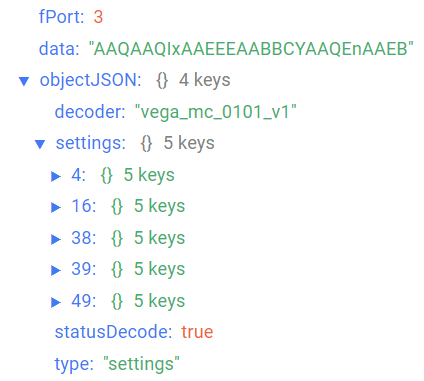 fPort: 3
data: "AAQAAQIxAAEEEAABBCYAAQEnAAEB"
▼ objectJSON: {} 4 keys
decoder: "vega_mc_0101_v1"
▼ settings: {} 5 keys
► 4: {} 5 keys
► 16: {} 5 keys
► 38: {} 5 keys
► 39: {} 5 keys
► 49: {} 5 keys
statusDecode: true
type: "settings"